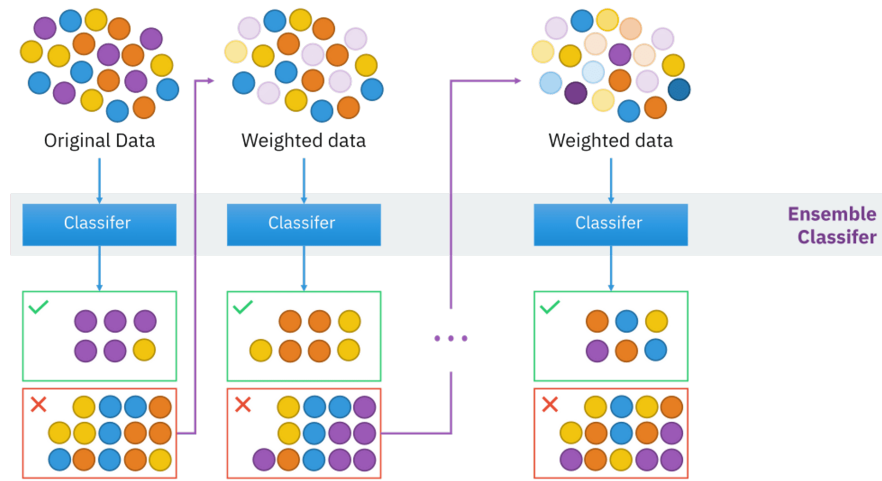 Original Data
Weighted data
Weighted data
Classifer
Classifer
Classifer
Ensemble
Classifer